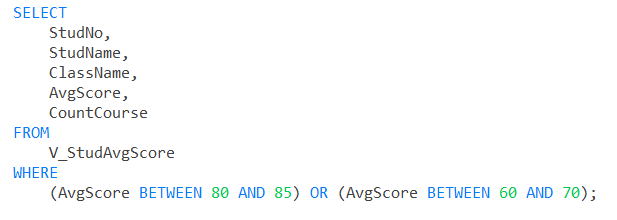 SELECT
    StudNo,
    StudName,
    ClassName,
    AvgScore,
    CountCourse
FROM
    V_StudAvgScore
WHERE
    (AvgScore BETWEEN 80 AND 85) OR (AvgScore BETWEEN 60 AND 70);